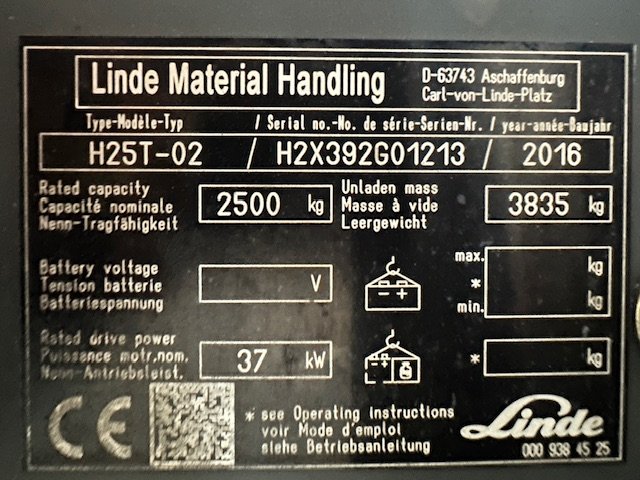 Linde Material Handling
D-63743 Aschaffenburg
Carl-von-Linde-Platz
Type-Modèle-Typ / Serial no.-No. de série-Serien-Nr. / year-année-Baujahr
H25T-02 / H2X392G01213 / 2016
Rated capacity
Capacité nominale
Nenn-Tragfähigkeit
2500 kg
Unladen mass
Masse à vide
Leergewicht
3835 kg
Battery voltage
Tension batterie
Batteriespannung
V
- +
max. kg
*
min. kg
Rated drive power
Puissance motr.nom.
Nenn-Antriebsleist.
37 kW
- +
* kg
CE
* see Operating instructions
voir Mode d'emploi
siehe Betriebsanleitung
Linde
000 938 45 25